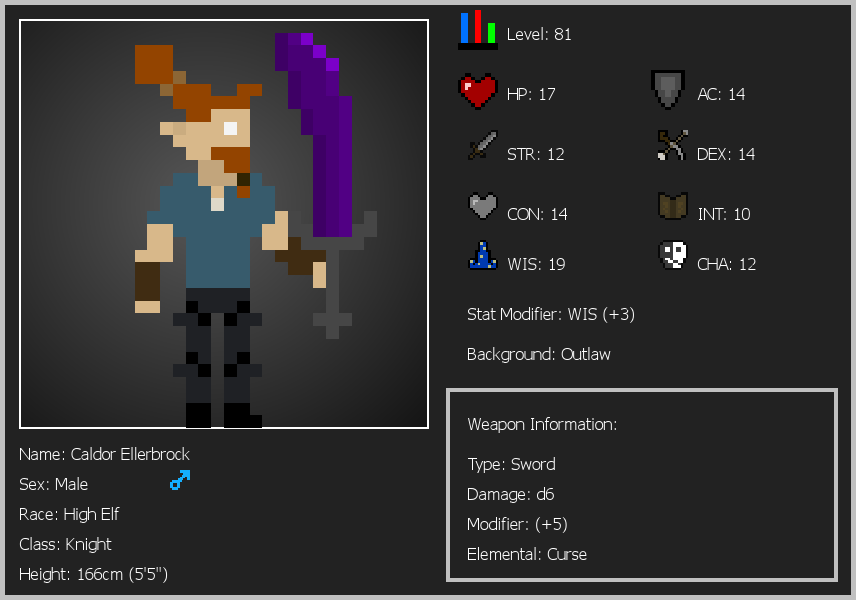 Level: 81
HP: 17
AC: 14
STR: 12
DEX: 14
CON: 14
INT: 10
WIS: 19
CHA: 12
Stat Modifier: WIS (+3)
Background: Outlaw
Weapon Information:
Type: Sword
Damage: d6
Modifier: (+5)
Elemental: Curse
Name: Caldor Ellerbrock
Sex: Male
Race: High Elf
Class: Knight
Height: 166cm (5'5")